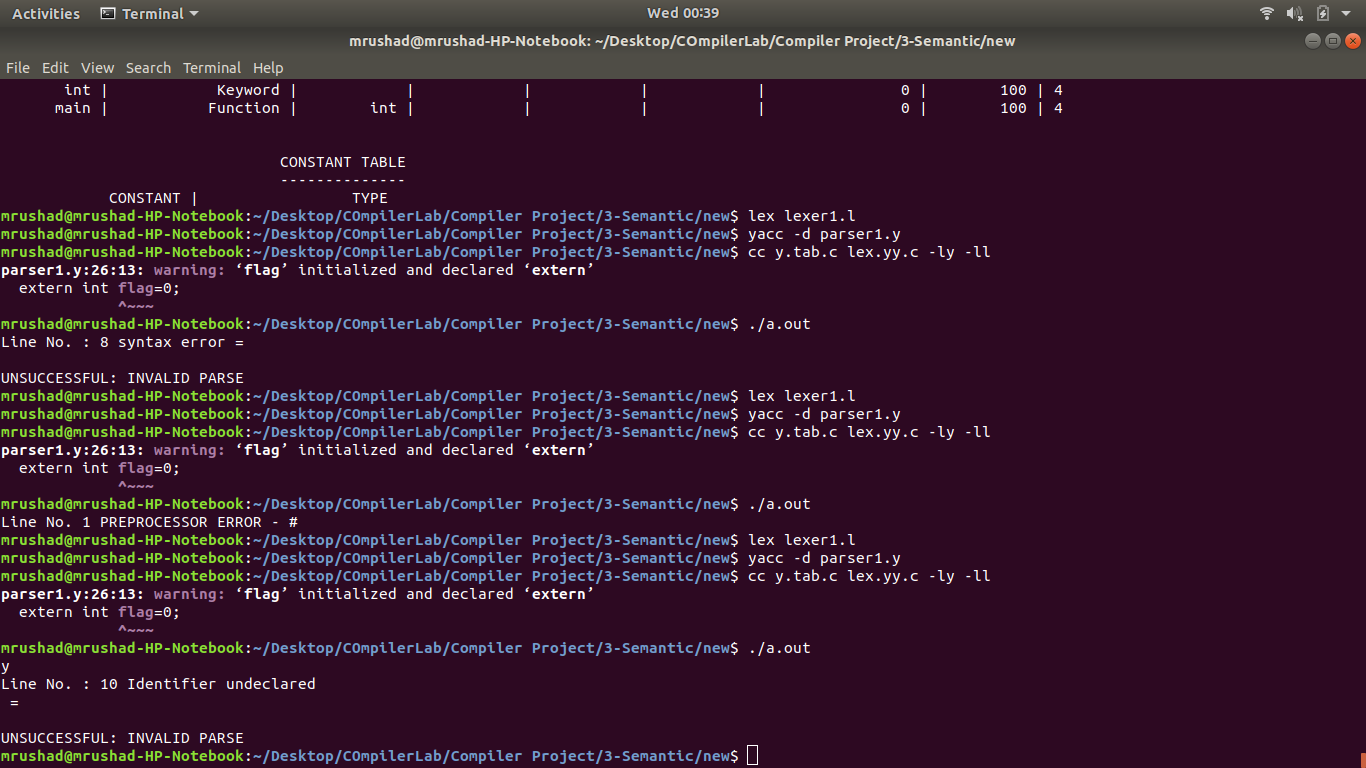 Activities Terminal Wed 00:39
mrushad@mrushad-HP-Notebook: ~/Desktop/COmpilerLab/Compiler Project/3-Semantic/new
File Edit View Search Terminal Help
int | Keyword | | | | | 0 | 100 | 4
main | Function | int | | | | 0 | 100 | 4
CONSTANT TABLE
--------------
CONSTANT | TYPE
mrushad@mrushad-HP-Notebook:~/Desktop/COmpilerLab/Compiler Project/3-Semantic/new$ lex lexer1.l
mrushad@mrushad-HP-Notebook:~/Desktop/COmpilerLab/Compiler Project/3-Semantic/new$ yacc -d parser1.y
mrushad@mrushad-HP-Notebook:~/Desktop/COmpilerLab/Compiler Project/3-Semantic/new$ cc y.tab.c lex.yy.c -ly -ll
parser1.y:26:13: warning: ‘flag’ initialized and declared ‘extern’
extern int flag=0;
^~~~
mrushad@mrushad-HP-Notebook:~/Desktop/COmpilerLab/Compiler Project/3-Semantic/new$ ./a.out
Line No. : 8 syntax error =
UNSUCCESSFUL: INVALID PARSE
mrushad@mrushad-HP-Notebook:~/Desktop/COmpilerLab/Compiler Project/3-Semantic/new$ lex lexer1.l
mrushad@mrushad-HP-Notebook:~/Desktop/COmpilerLab/Compiler Project/3-Semantic/new$ yacc -d parser1.y
mrushad@mrushad-HP-Notebook:~/Desktop/COmpilerLab/Compiler Project/3-Semantic/new$ cc y.tab.c lex.yy.c -ly -ll
parser1.y:26:13: warning: ‘flag’ initialized and declared ‘extern’
extern int flag=0;
^~~~
mrushad@mrushad-HP-Notebook:~/Desktop/COmpilerLab/Compiler Project/3-Semantic/new$ ./a.out
Line No. 1 PREPROCESSOR ERROR - #
mrushad@mrushad-HP-Notebook:~/Desktop/COmpilerLab/Compiler Project/3-Semantic/new$ lex lexer1.l
mrushad@mrushad-HP-Notebook:~/Desktop/COmpilerLab/Compiler Project/3-Semantic/new$ yacc -d parser1.y
mrushad@mrushad-HP-Notebook:~/Desktop/COmpilerLab/Compiler Project/3-Semantic/new$ cc y.tab.c lex.yy.c -ly -ll
parser1.y:26:13: warning: ‘flag’ initialized and declared ‘extern’
extern int flag=0;
^~~~
mrushad@mrushad-HP-Notebook:~/Desktop/COmpilerLab/Compiler Project/3-Semantic/new$ ./a.out
y
Line No. : 10 Identifier undeclared
=
UNSUCCESSFUL: INVALID PARSE
mrushad@mrushad-HP-Notebook:~/Desktop/COmpilerLab/Compiler Project/3-Semantic/new$